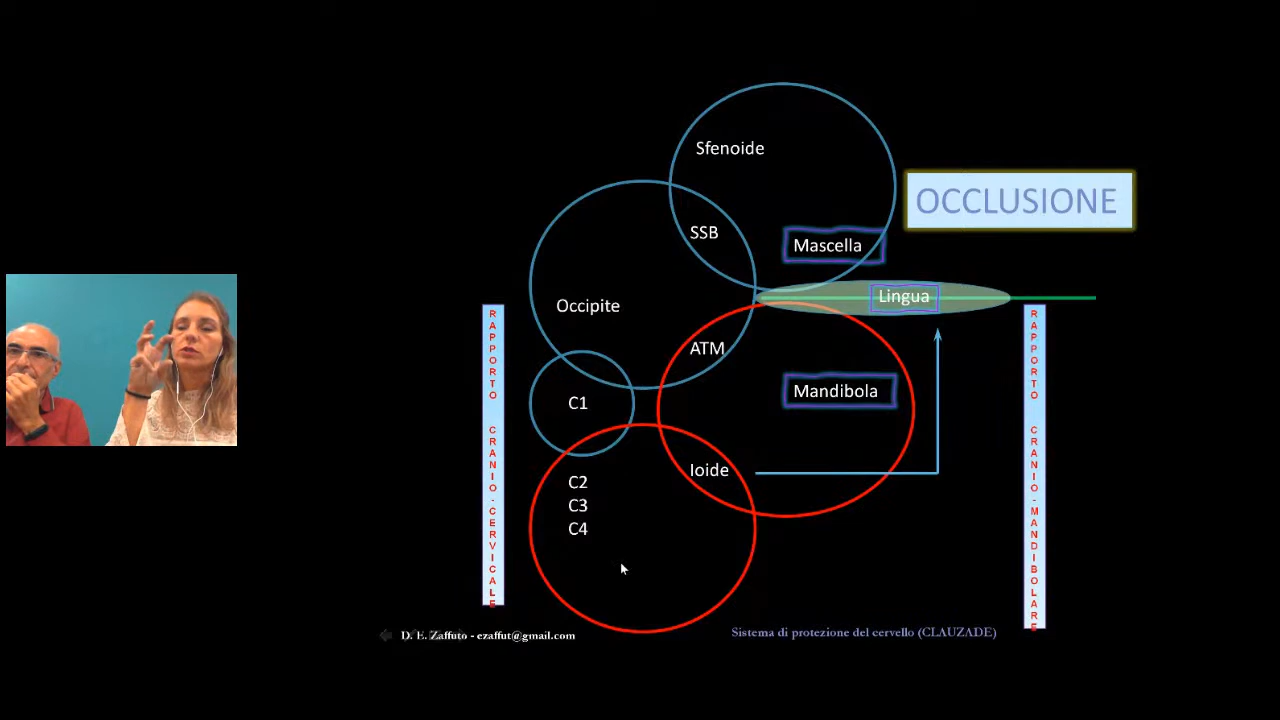 Sfenoide
OCCLUSIONE
SSB
Mascella
Lingua
Occipite
ATM
Mandibola
C1
Ioide
C2
C3
C4
RAPPORTO CRANIO-CERVICALE
RAPPORTO CRANIO-MANDIBOLARE
D. E. Zaffuto - ezaffut@gmail.com
Sistema di protezione del cervello (CLAUZADE)